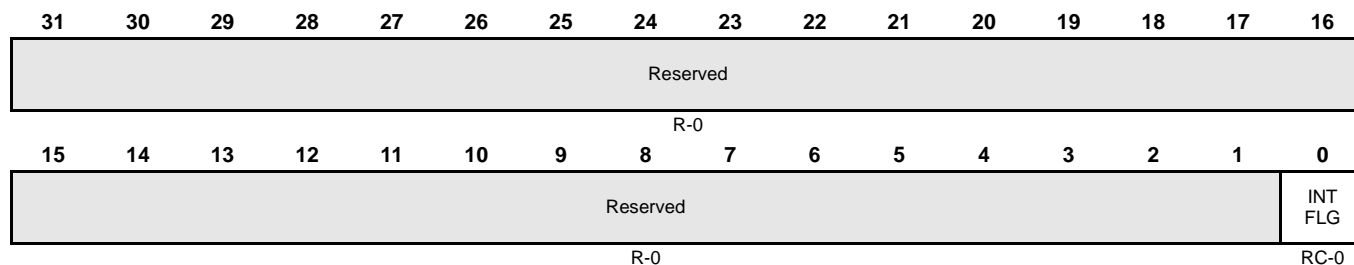 31 30 29 28 27 26 25 24 23 22 21 20 19 18 17 16
Reserved
R-0
15 14 13 12 11 10 9 8 7 6 5 4 3 2 1 0
Reserved INT
FLG
R-0 RC-0